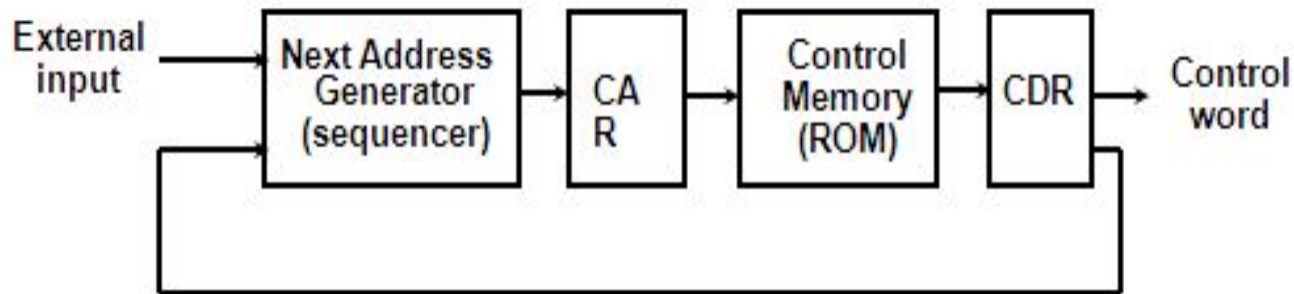 External
input
Next Address
Generator
(sequencer)
CA
R
Control
Memory
(ROM)
CDR
Control
word